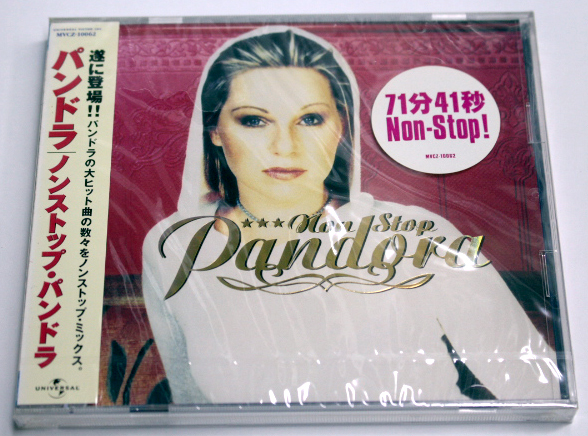 MVCZ-10062
パンドラ/ノンストップ・パンドラ
遂に登場!!パンドラの大ヒット曲の数々をノンストップ・ミックス。
UNIVERSAL
71分41秒
Non-Stop!
MVCZ-10062
Non Stop
Pandora